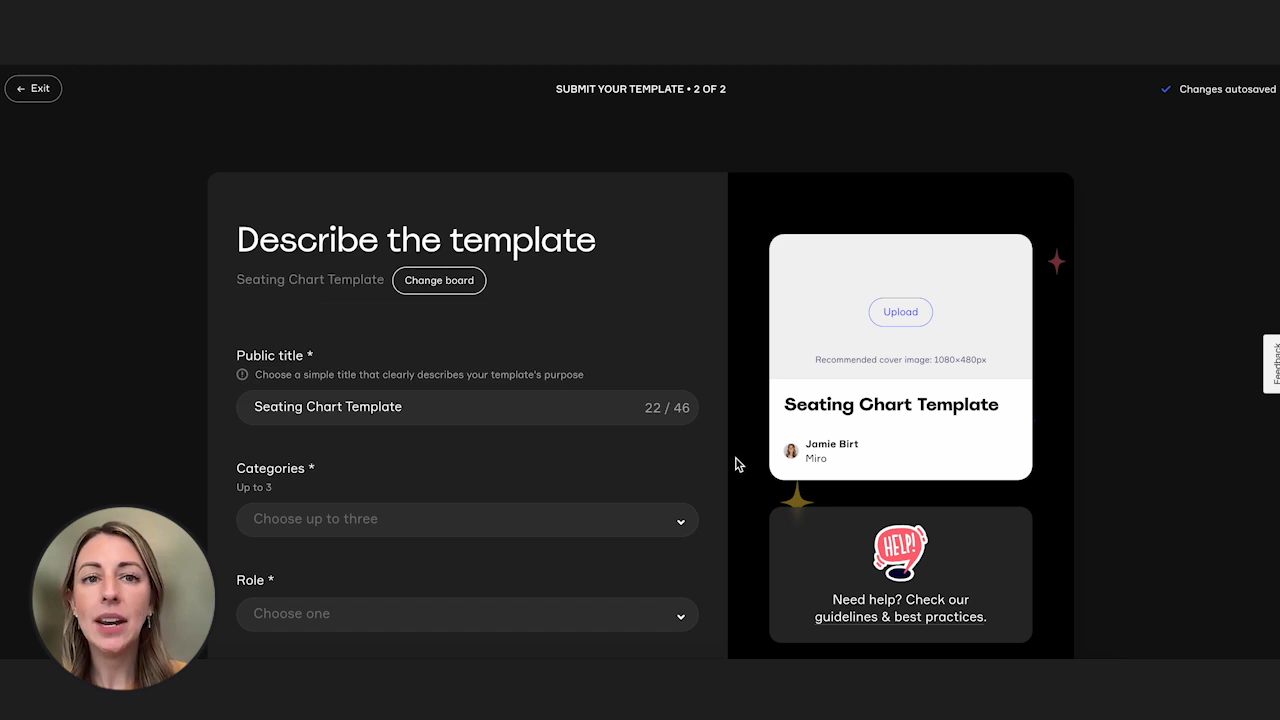 ← Exit
SUBMIT YOUR TEMPLATE • 2 OF 2
Changes autosaved
Describe the template
Seating Chart Template
Change board
Public title *
Choose a simple title that clearly describes your template's purpose
Seating Chart Template
22 / 46
Categories *
Up to 3
Choose up to three
Role *
Choose one
Upload
Recommended cover image: 1080×480px
Seating Chart Template
Jamie Birt
Miro
HELP!
Need help? Check our
guidelines & best practices.
Feedback